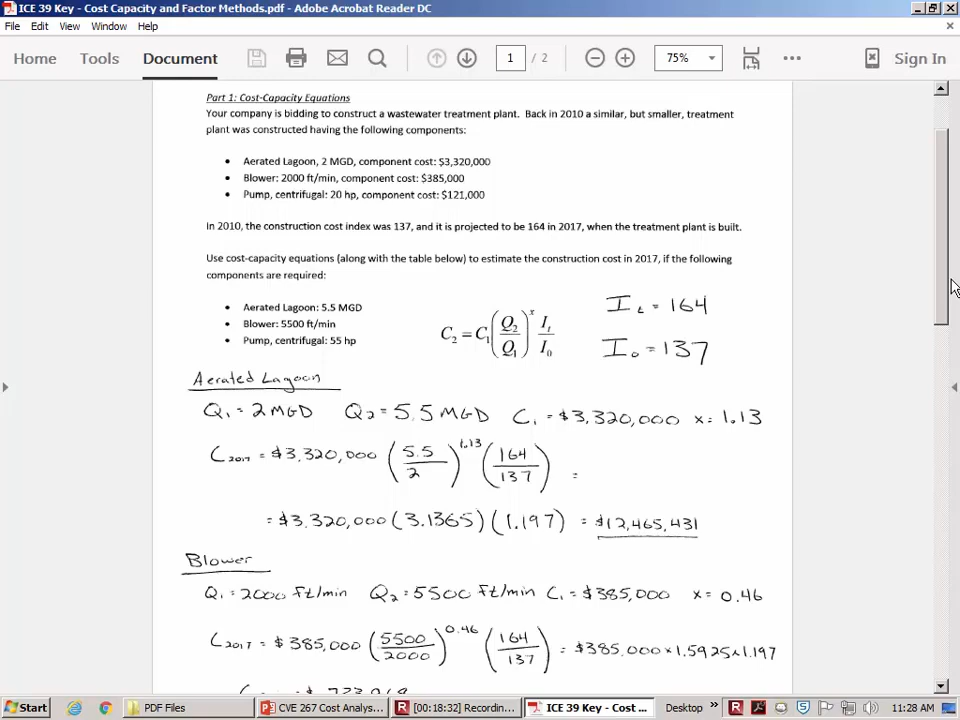 ICE 39 Key - Cost Capacity and Factor Methods.pdf - Adobe Acrobat Reader DC
File Edit View Window Help
Home Tools Document 1 / 2 75% Sign In
Part 1: Cost-Capacity Equations
Your company is bidding to construct a wastewater treatment plant. Back in 2010 a similar, but smaller, treatment
plant was constructed having the following components:
• Aerated Lagoon, 2 MGD, component cost: $3,320,000
• Blower: 2000 ft/min, component cost: $385,000
• Pump, centrifugal: 20 hp, component cost: $121,000
In 2010, the construction cost index was 137, and it is projected to be 164 in 2017, when the treatment plant is built.
Use cost-capacity equations (along with the table below) to estimate the construction cost in 2017, if the following
components are required:
• Aerated Lagoon: 5.5 MGD
• Blower: 5500 ft/min
• Pump, centrifugal: 55 hp
C₂ = C₁(Q₂/Q₁)ˣ Iₜ/I₀
Iₜ = 164
I₀ = 137
Aerated Lagoon
Q₁ = 2 MGD Q₂ = 5.5 MGD C₁ = $3,320,000 x = 1.13
C₂₀₁₇ = $3,320,000 (5.5/2)^1.13 (164/137) =
= $3,320,000 (3.1365) (1.197) = $12,465,431
Blower
Q₁ = 2000 ft/min Q₂ = 5500 ft/min C₁ = $385,000 x = 0.46
C₂₀₁₇ = $385,000 (5500/2000)^0.46 (164/137) = $385,000 x 1.5925 x 1.197
Start PDF Files CVE 267 Cost Analys... [00:18:32] Recordin... ICE 39 Key - Cost ... Desktop » 11:28 AM